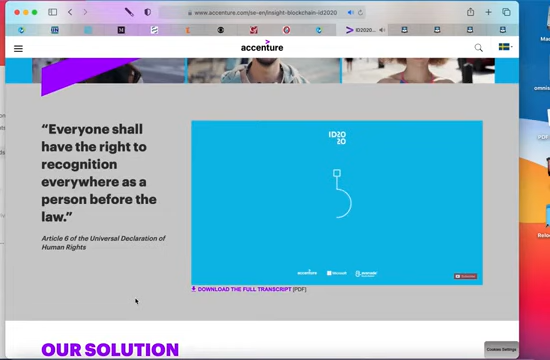 www.accenture.com/se-en/insight-blockchain-id2020
ID2020...
accenture
“Everyone shall
have the right to
recognition
everywhere as a
person before the
law.”
Article 6 of the Universal Declaration of
Human Rights
ID20
20
accenture
Microsoft
DOWNLOAD THE FULL TRANSCRIPT [PDF]
OUR SOLUTION
Cookies Settings